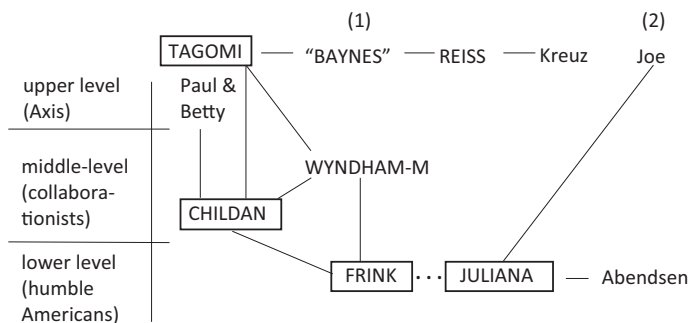 (1) (2)
TAGOMI “BAYNES” REISS Kreuz Joe
upper level Paul &
(Axis) Betty
middle-level WYNDHAM-M
(collabora-
tionists) CHILDAN
lower level FRINK ... JULIANA Abendsen
(humble
Americans)